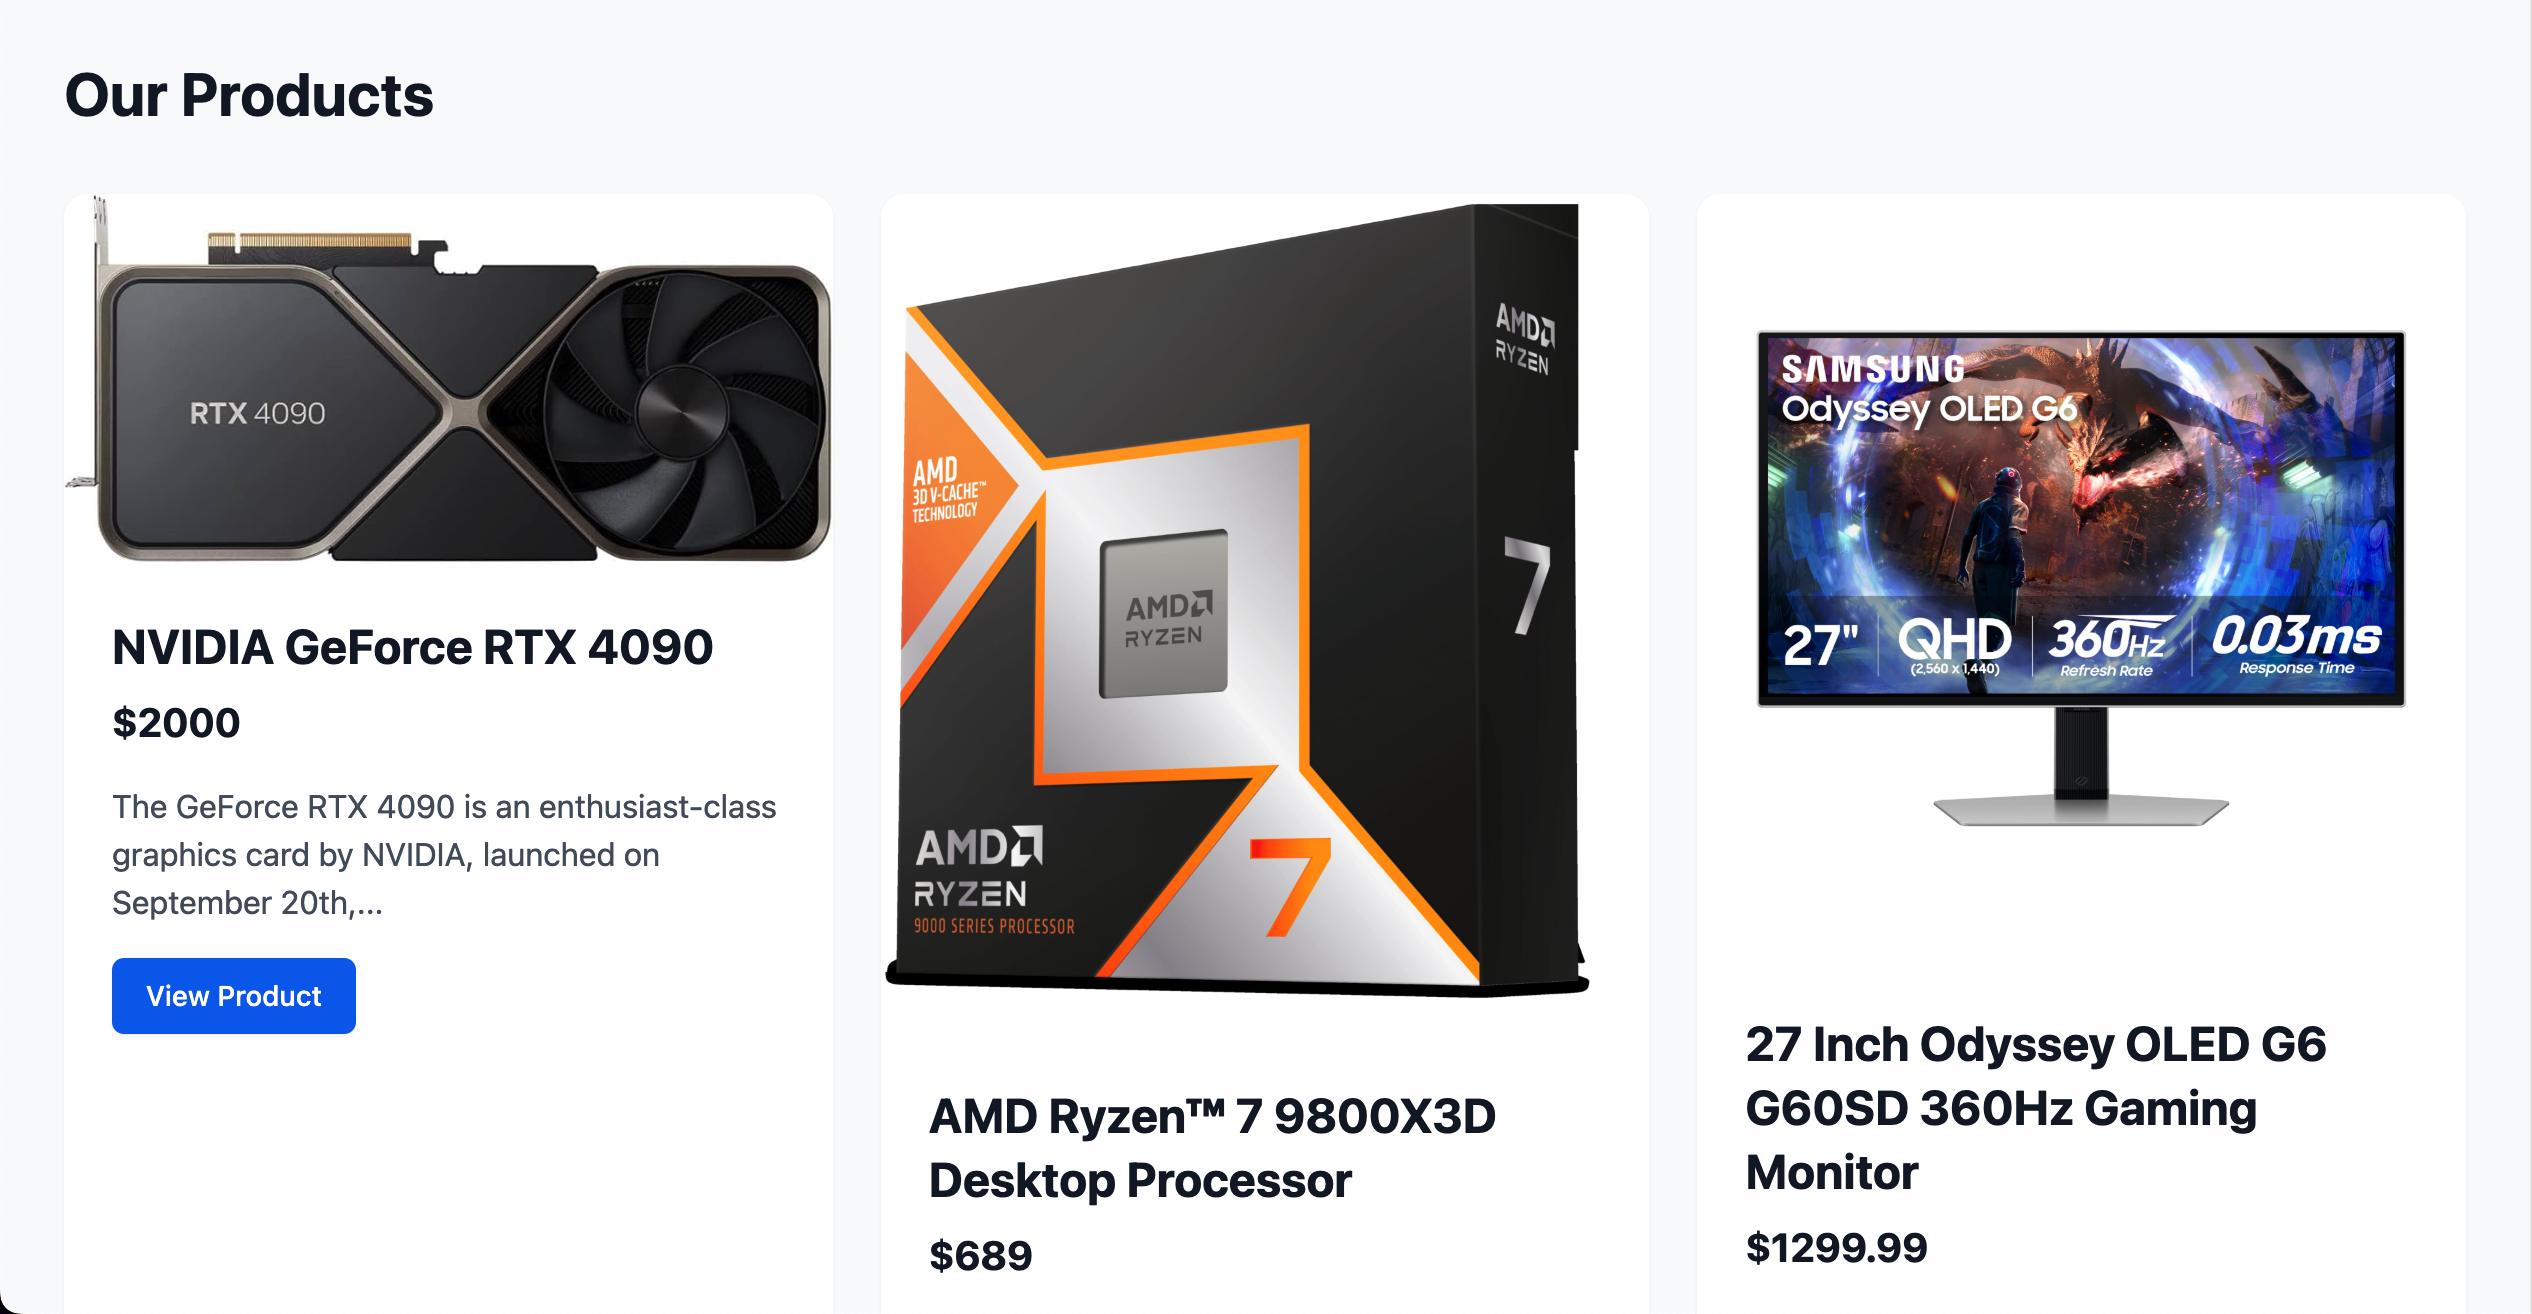 Our Products
RTX 4090
NVIDIA GeForce RTX 4090
$2000
The GeForce RTX 4090 is an enthusiast-class
graphics card by NVIDIA, launched on
September 20th,...
View Product
AMD
RYZEN
7
AMD
3D V-CACHE™
TECHNOLOGY
AMD
RYZEN
AMD
RYZEN
9000 SERIES PROCESSOR
7
AMD Ryzen™ 7 9800X3D
Desktop Processor
$689
SAMSUNG
Odyssey OLED G6
27"
QHD
(2,560 x 1,440)
360Hz
Refresh Rate
0.03ms
Response Time
27 Inch Odyssey OLED G6
G60SD 360Hz Gaming
Monitor
$1299.99